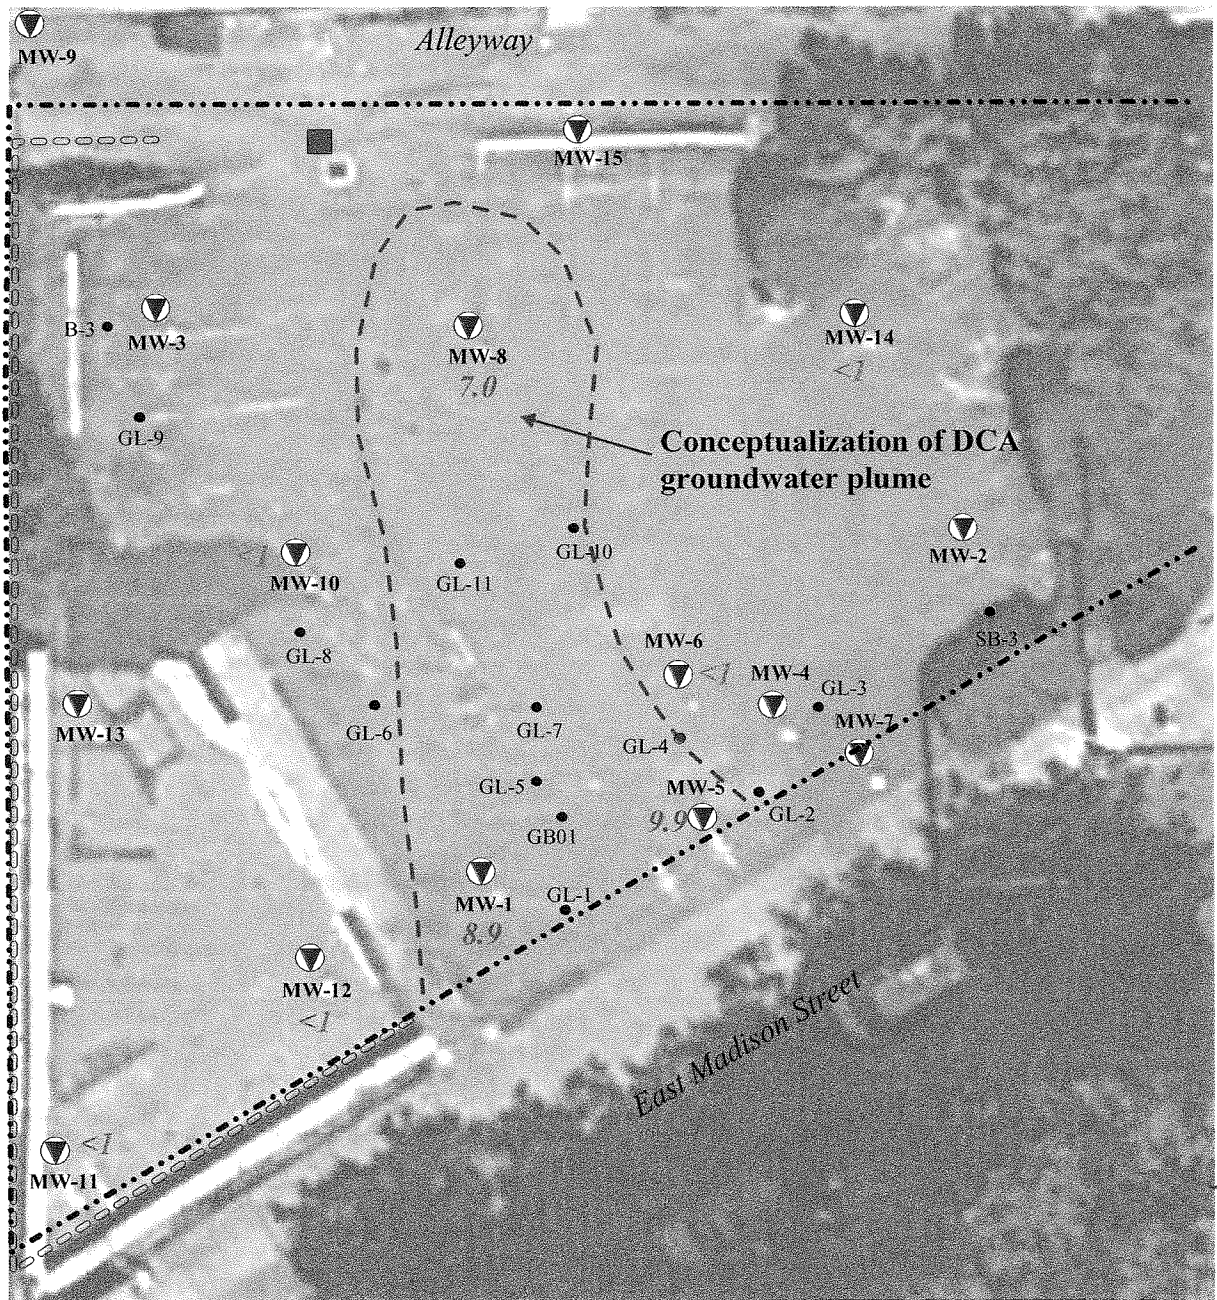 Alleyway
MW-9
MW-15
B-3
MW-3
MW-8
7.0
MW-14
<1
GL-9
Conceptualization of DCA
groundwater plume
GL-10
MW-2
<1
MW-10
GL-11
GL-8
SB-3
MW-6
<1
MW-4
GL-3
MW-13
GL-6
GL-7
GL-4
MW-7
GL-5
MW-5
9.9
GL-2
GB01
MW-1
8.9
GL-1
MW-12
<1
East Madison Street
<1
MW-11